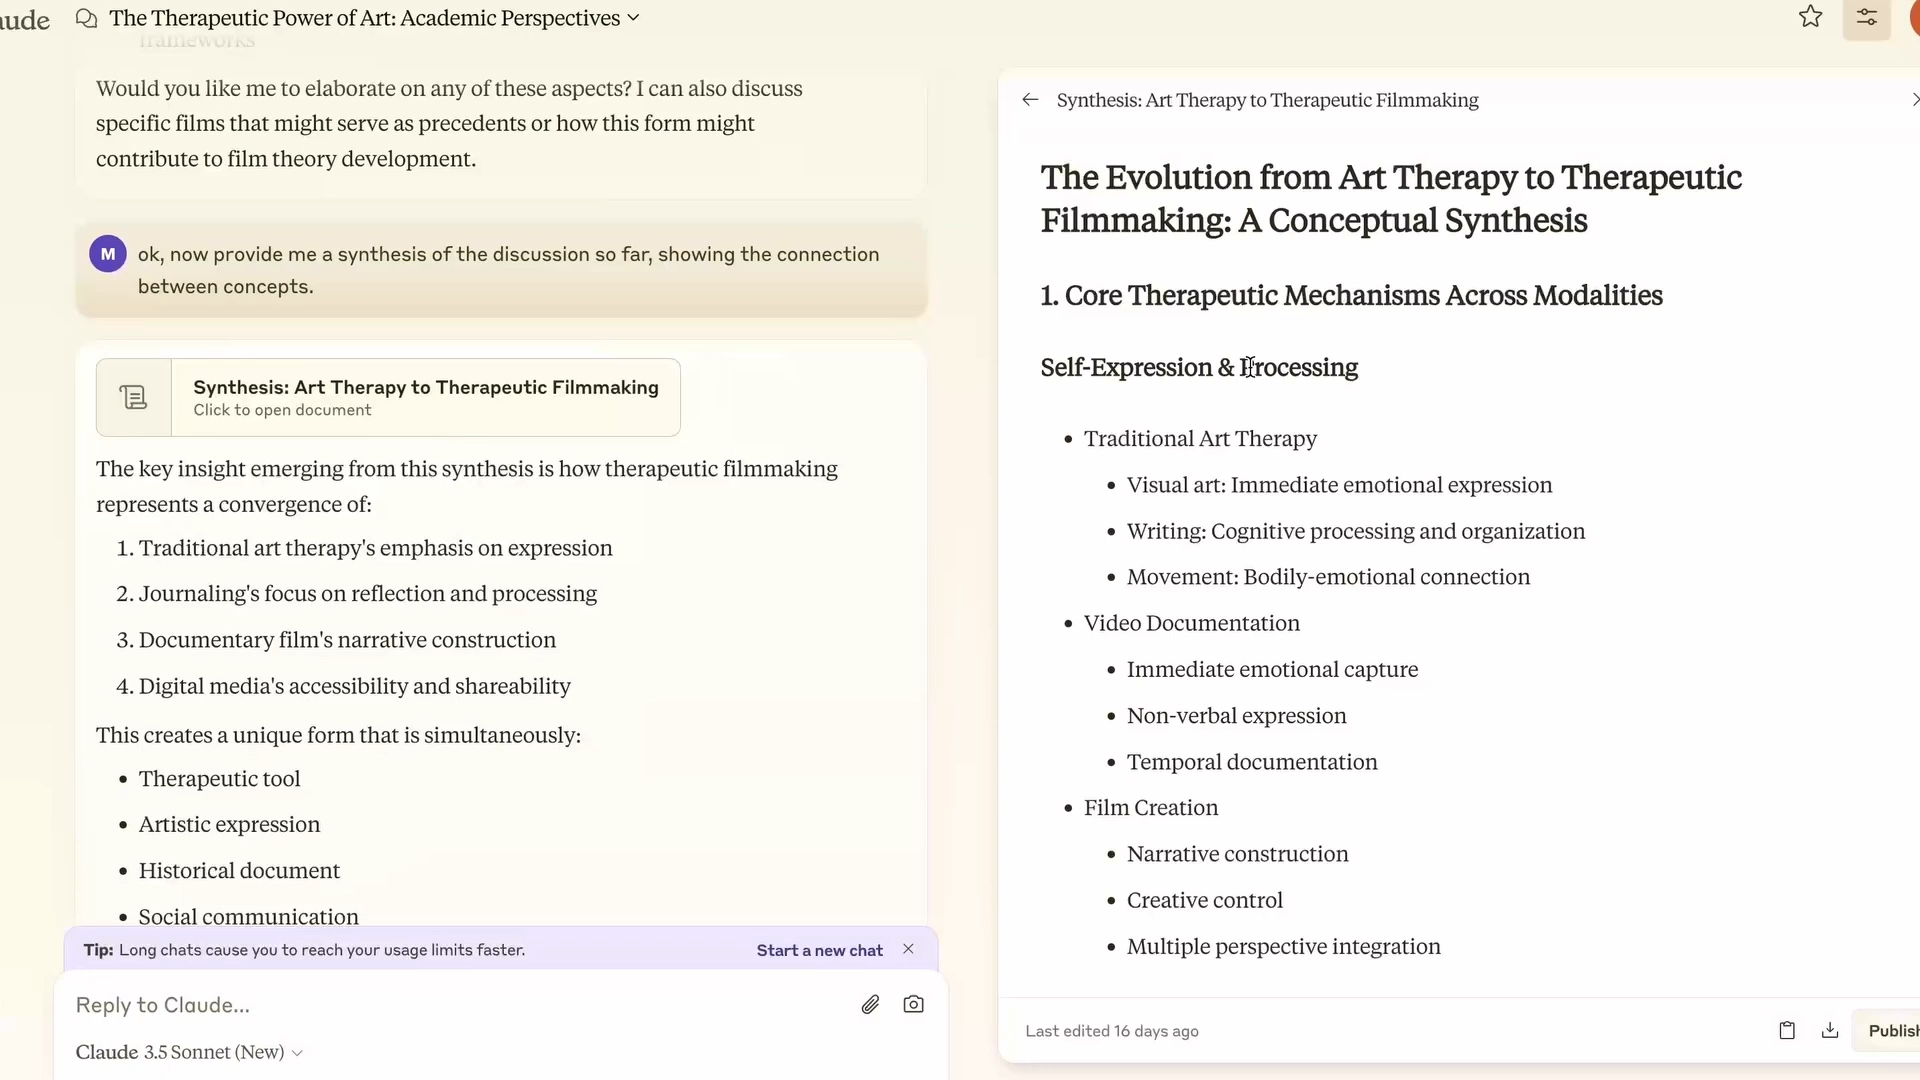 The Therapeutic Power of Art: Academic Perspectives
frameworks
Would you like me to elaborate on any of these aspects? I can also discuss
specific films that might serve as precedents or how this form might
contribute to film theory development.
M
ok, now provide me a synthesis of the discussion so far, showing the connection
between concepts.
Synthesis: Art Therapy to Therapeutic Filmmaking
Click to open document
The key insight emerging from this synthesis is how therapeutic filmmaking
represents a convergence of:
1. Traditional art therapy's emphasis on expression
2. Journaling's focus on reflection and processing
3. Documentary film's narrative construction
4. Digital media's accessibility and shareability
This creates a unique form that is simultaneously:
• Therapeutic tool
• Artistic expression
• Historical document
• Social communication
Tip: Long chats cause you to reach your usage limits faster.
Start a new chat
Reply to Claude...
Claude 3.5 Sonnet (New)
Synthesis: Art Therapy to Therapeutic Filmmaking
The Evolution from Art Therapy to Therapeutic
Filmmaking: A Conceptual Synthesis
1. Core Therapeutic Mechanisms Across Modalities
Self-Expression & Processing
• Traditional Art Therapy
• Visual art: Immediate emotional expression
• Writing: Cognitive processing and organization
• Movement: Bodily-emotional connection
• Video Documentation
• Immediate emotional capture
• Non-verbal expression
• Temporal documentation
• Film Creation
• Narrative construction
• Creative control
• Multiple perspective integration
Last edited 16 days ago
Publish